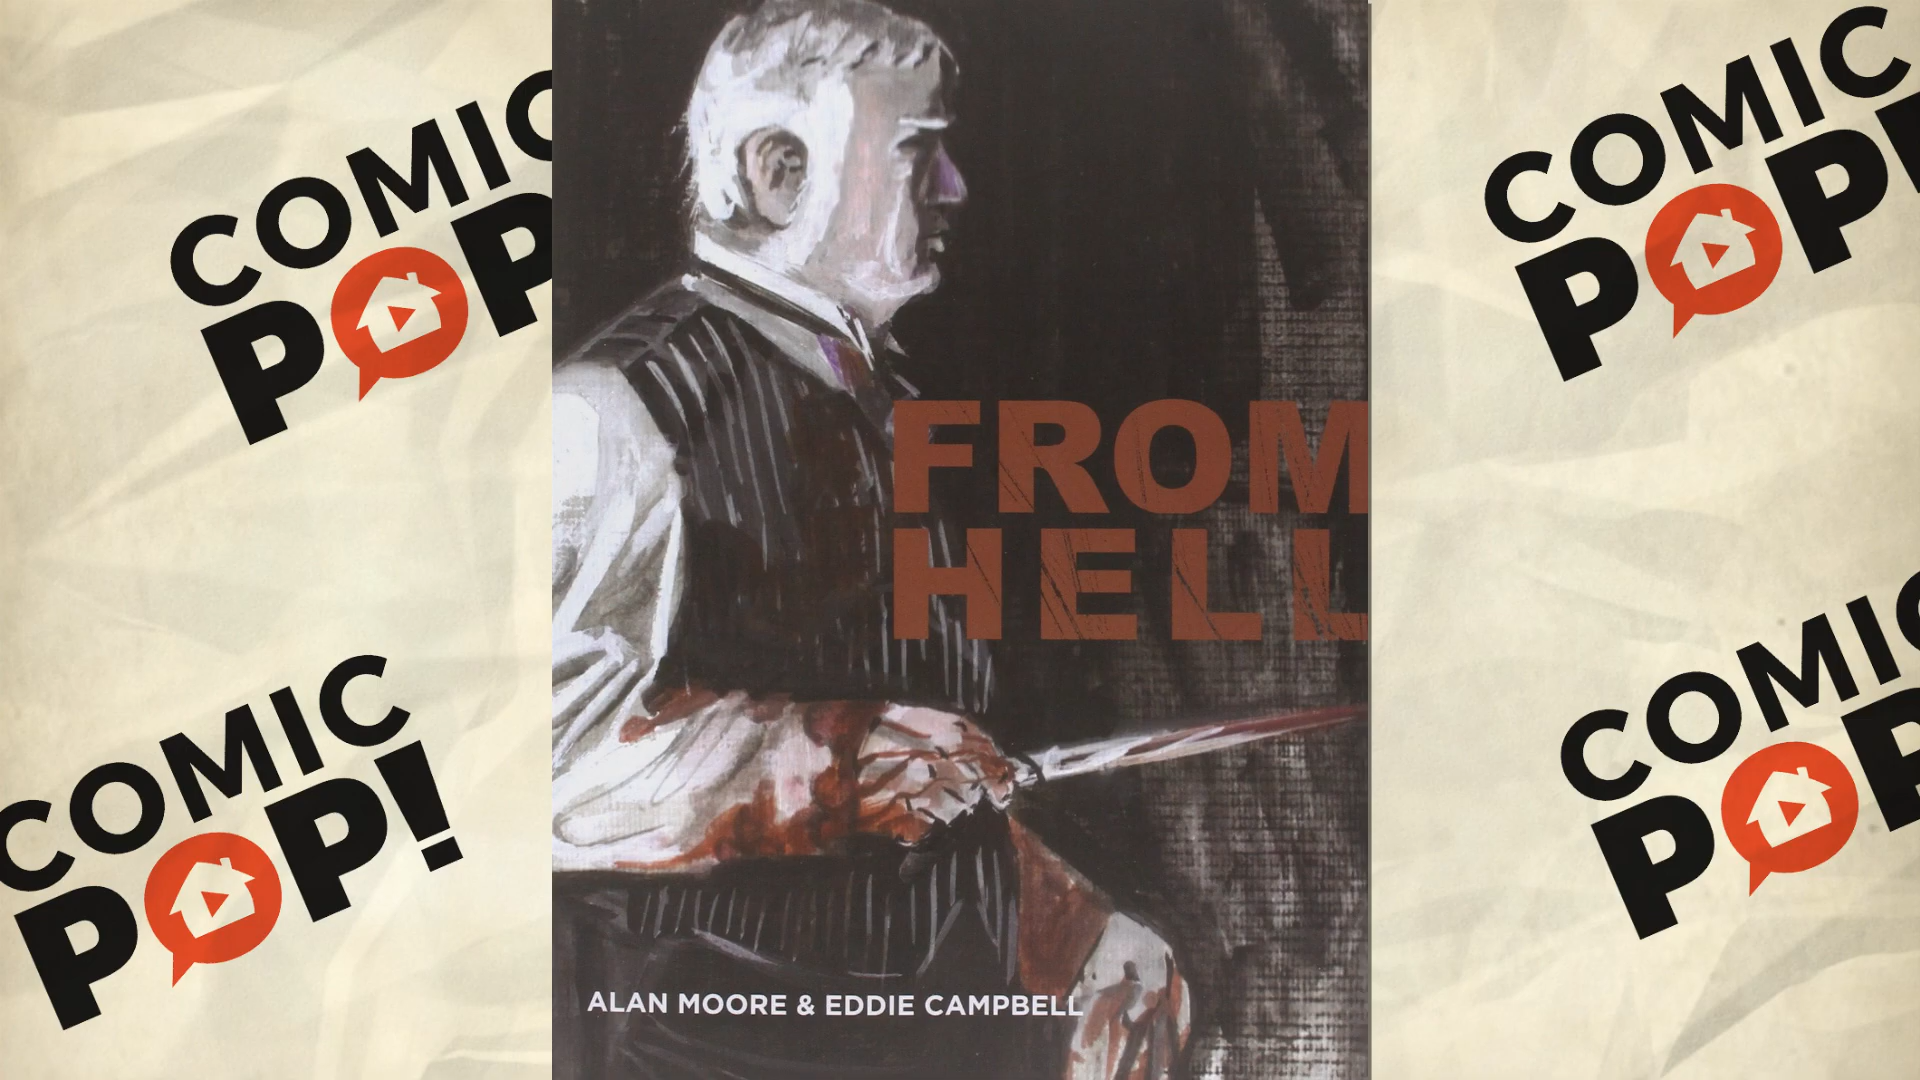 COMIC
POP
COMIC
POP!
FROM
HELL
ALAN MOORE & EDDIE CAMPBELL
COMIC
POP!
COMIC
POP